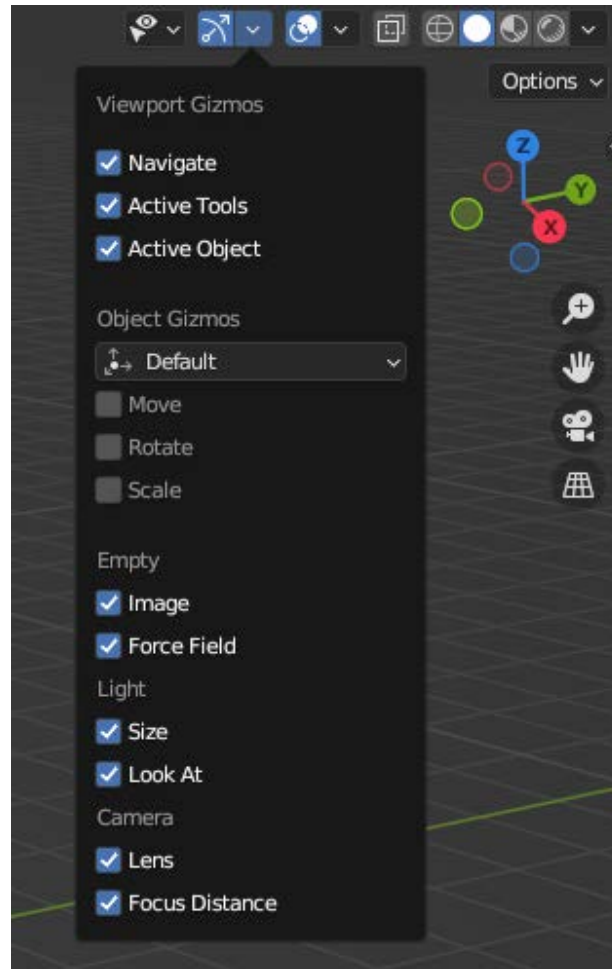 Options
Viewport Gizmos
Navigate
Active Tools
Active Object
Object Gizmos
Default
Move
Rotate
Scale
Empty
Image
Force Field
Light
Size
Look At
Camera
Lens
Focus Distance
Z
Y
X